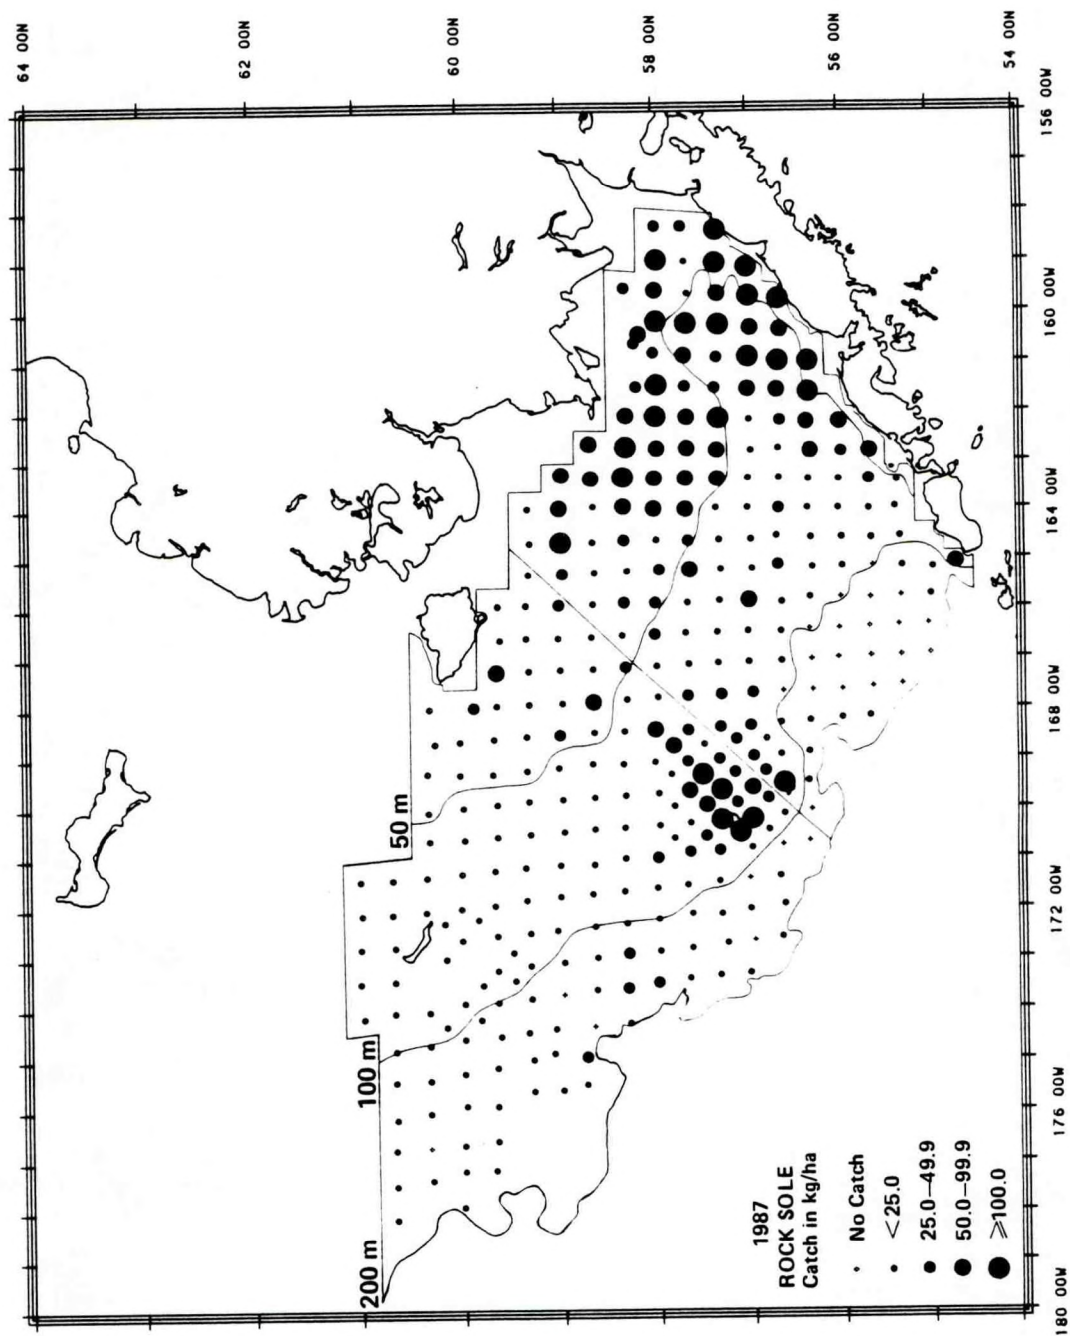 64 00N
62 00N
60 00N
58 00N
56 00N
54 00N
156 00W
160 00W
164 00W
168 00W
172 00W
176 00W
180 00W
50 m
100 m
200 m
1987
ROCK SOLE
Catch in kg/ha
No Catch
<25.0
25.0–49.9
50.0–99.9
⩾100.0